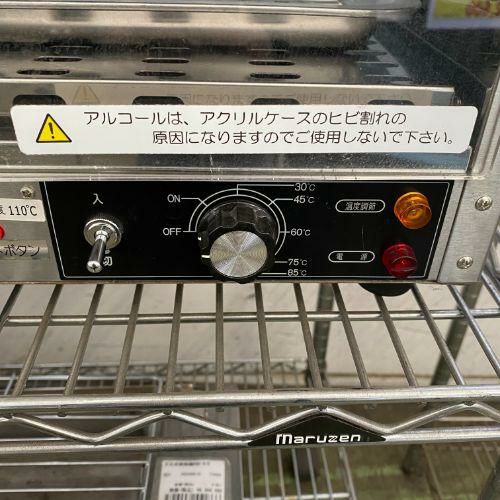 アルコールは、アクリルケースのヒビ割れの
原因になりますのでご使用しないで下さい。
110℃
ボタン
入
切
ON
OFF
30℃
45℃
60℃
75℃
85℃
温度調節
電源
maruzen